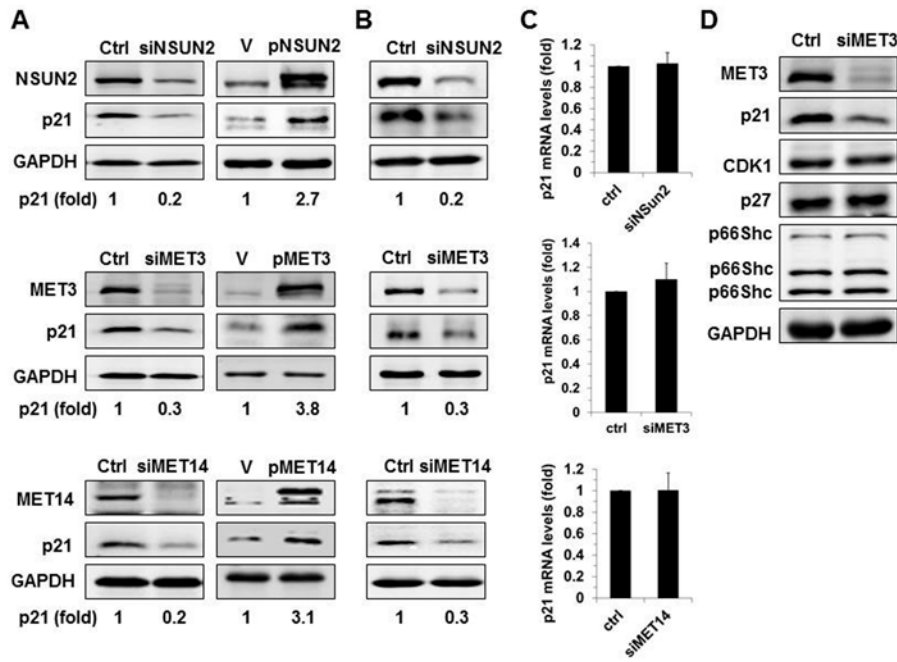 A
Ctrl siNSUN2
V pNSUN2
NSUN2
p21
GAPDH
p21 (fold) 1 0.2 1 2.7
Ctrl siMET3
V pMET3
MET3
p21
GAPDH
p21 (fold) 1 0.3 1 3.8
Ctrl siMET14
V pMET14
MET14
p21
GAPDH
p21 (fold) 1 0.2 1 3.1
B
Ctrl siNSUN2
0.2
1
Ctrl siMET3
1 0.3
Ctrl siMET14
1 0.3
C
p21 mRNA levels (fold)
1.2
1
0.8
0.6
0.4
0.2
0
ctrl
siNSun2
p21 mRNA levels (fold)
1.4
1.2
1
0.8
0.6
0.4
0.2
0
ctrl siMET3
p21 mRNA levels (fold)
1.2
1
0.8
0.6
0.4
0.2
0
ctrl
siMET14
D
Ctrl siMET3
MET3
p21
CDK1
p27
p66Shc
p66Shc
p66Shc
GAPDH